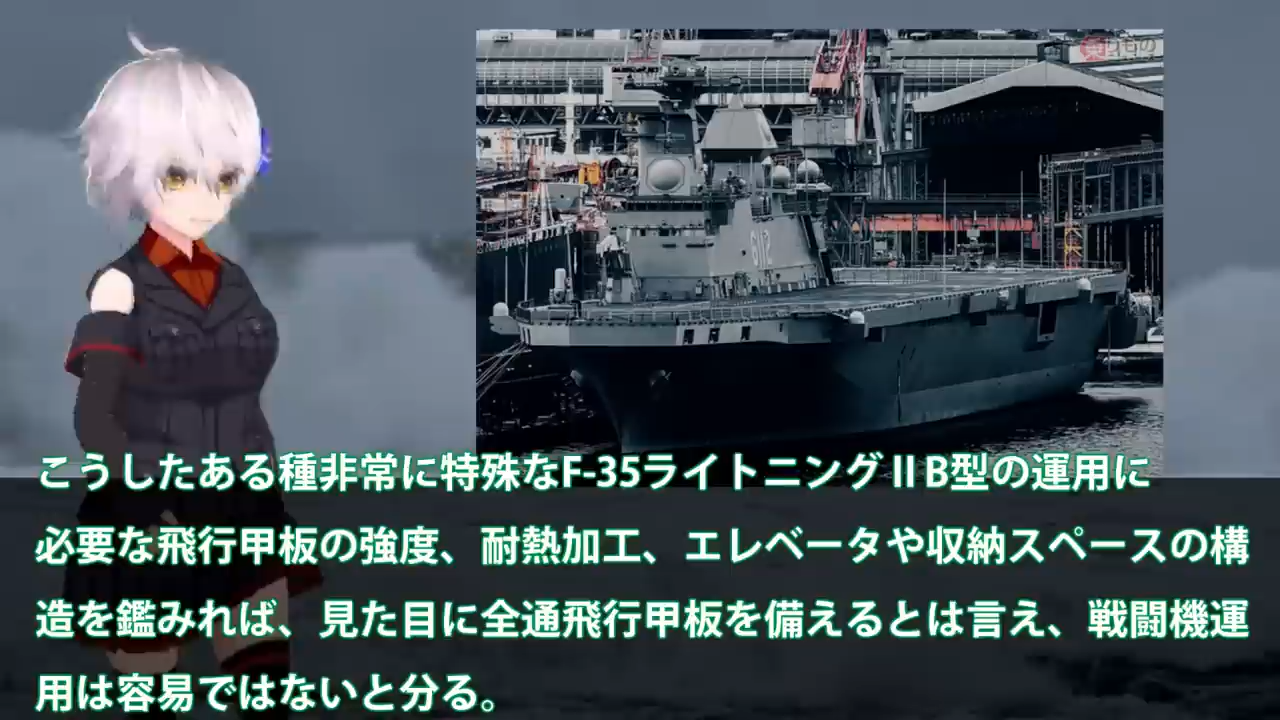 のりもの
6112
こうしたある種非常に特殊なF-35ライトニングⅡB型の運用に
必要な飛行甲板の強度、耐熱加工、エレベータや収納スペースの構
造を鑑みれば、見た目に全通飛行甲板を備えるとは言え、戦闘機運
用は容易ではないと分る。